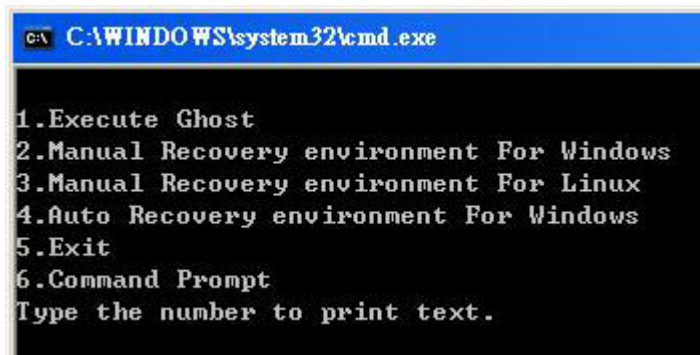 C:\WINDOWS\system32\cmd.exe
1.Execute Ghost
2.Manual Recovery environment For Windows
3.Manual Recovery environment For Linux
4.Auto Recovery environment For Windows
5.Exit
6.Command Prompt
Type the number to print text.